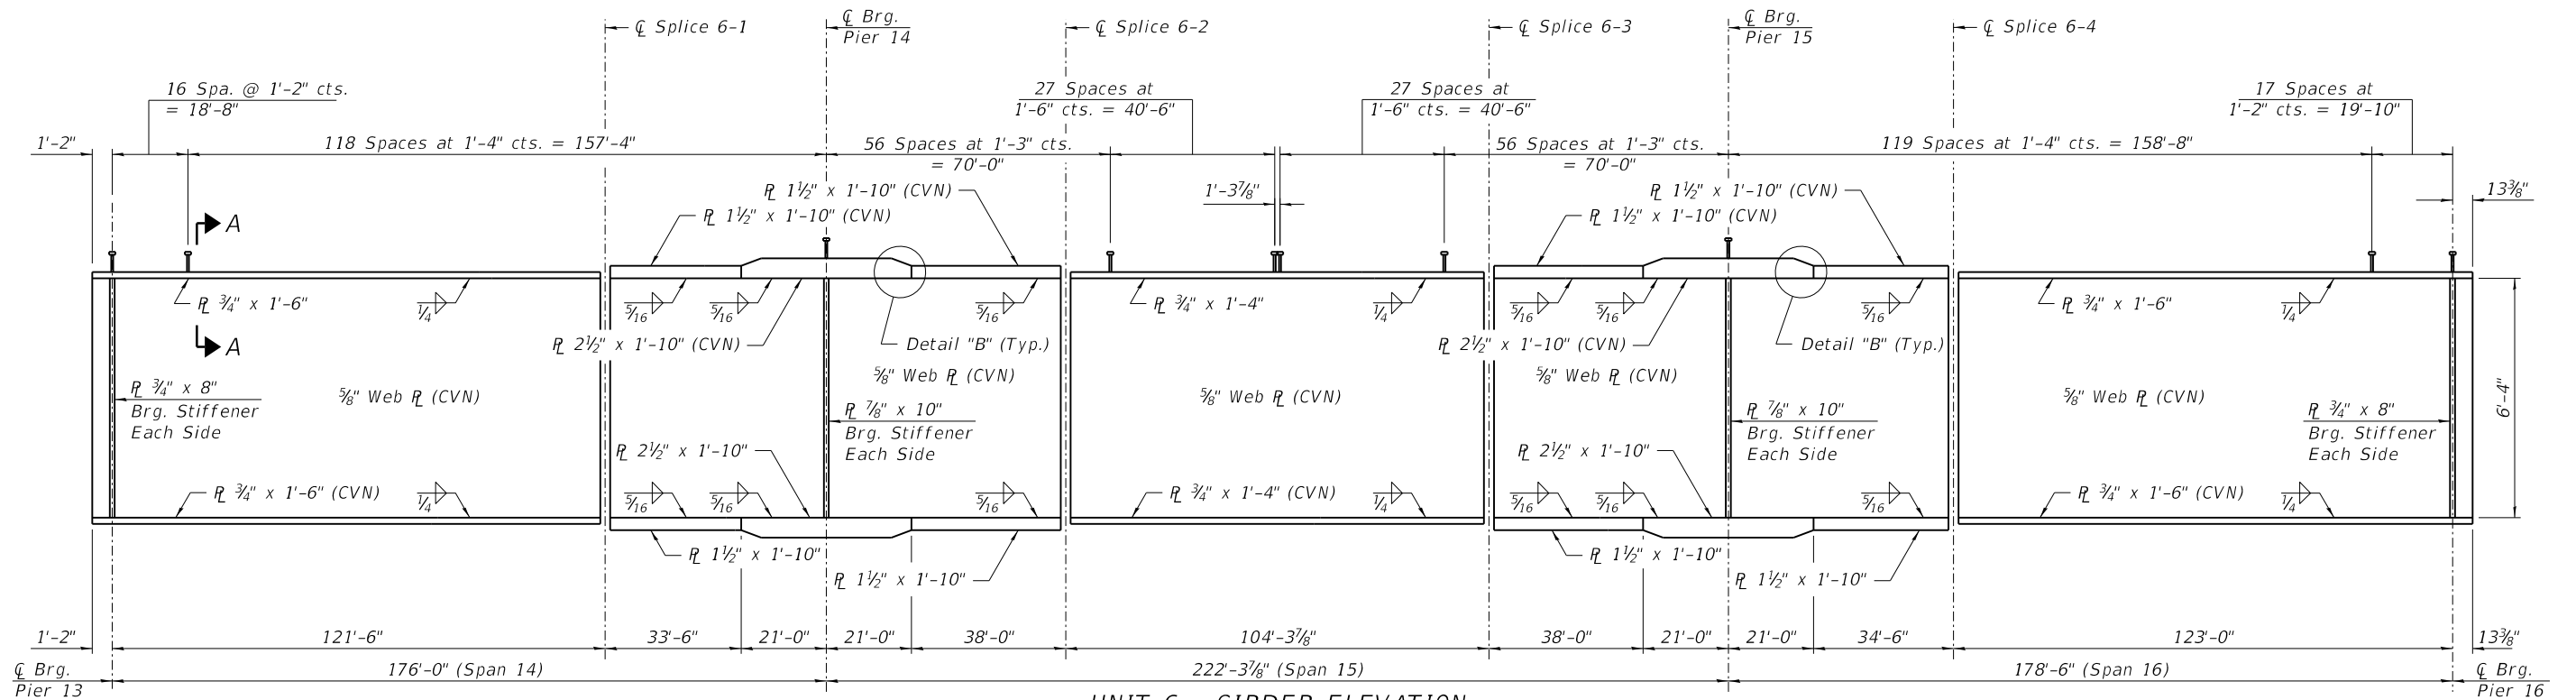 ℄ Splice 6-1
℄ Brg.
Pier 14
℄ Splice 6-2
℄ Splice 6-3
℄ Brg.
Pier 15
℄ Splice 6-4
16 Spa. @ 1'-2" cts.
= 18'-8"
27 Spaces at
1'-6" cts. = 40'-6"
27 Spaces at
1'-6" cts. = 40'-6"
17 Spaces at
1'-2" cts. = 19'-10"
1'-2"
118 Spaces at 1'-4" cts. = 157'-4"
56 Spaces at 1'-3" cts.
= 70'-0"
56 Spaces at 1'-3" cts.
= 70'-0"
119 Spaces at 1'-4" cts. = 158'-8"
1'-3⅞"
13⅜"
A
A
℄ 1½" x 1'-10" (CVN)
℄ 1½" x 1'-10" (CVN)
℄ 1½" x 1'-10" (CVN)
℄ 1½" x 1'-10" (CVN)
℄ ¾" x 1'-6"
1/4
5/16
5/16
5/16
℄ ¾" x 1'-4"
1/4
5/16
5/16
5/16
℄ ¾" x 1'-6"
1/4
℄ 2½" x 1'-10" (CVN)
Detail "B" (Typ.)
℄ 2½" x 1'-10" (CVN)
Detail "B" (Typ.)
℄ ¾" x 8"
Brg. Stiffener
Each Side
⅝" Web ℄ (CVN)
⅝" Web ℄ (CVN)
℄ ⅞" x 10"
Brg. Stiffener
Each Side
⅝" Web ℄ (CVN)
⅝" Web ℄ (CVN)
℄ ⅞" x 10"
Brg. Stiffener
Each Side
⅝" Web ℄ (CVN)
℄ ¾" x 8"
Brg. Stiffener
Each Side
6'-4"
℄ 2½" x 1'-10"
℄ 2½" x 1'-10"
℄ ¾" x 1'-6" (CVN)
1/4
5/16
5/16
5/16
℄ ¾" x 1'-4" (CVN)
1/4
5/16
5/16
5/16
℄ ¾" x 1'-6" (CVN)
1/4
℄ 1½" x 1'-10"
℄ 1½" x 1'-10"
℄ 1½" x 1'-10"
℄ 1½" x 1'-10"
1'-2"
121'-6"
33'-6"
21'-0"
21'-0"
38'-0"
104'-3⅞"
38'-0"
21'-0"
21'-0"
34'-6"
123'-0"
13⅜"
℄ Brg.
Pier 13
176'-0" (Span 14)
222'-3⅞" (Span 15)
178'-6" (Span 16)
℄ Brg.
Pier 16